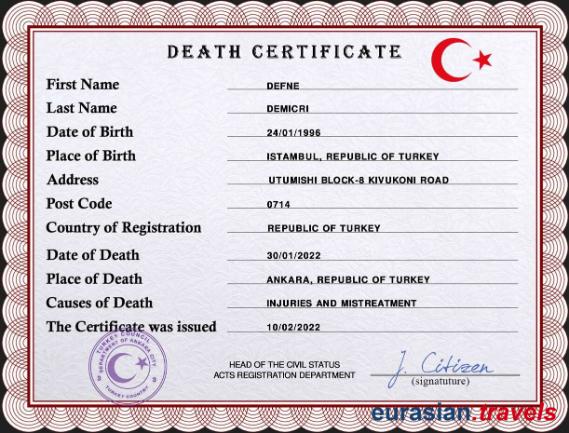 DEATH CERTIFICATE
First Name DEFNE
Last Name DEMICRI
Date of Birth 24/01/1996
Place of Birth ISTAMBUL, REPUBLIC OF TURKEY
Address UTUMISHI BLOCK-8 KIVUKONI ROAD
Post Code 0714
Country of Registration REPUBLIC OF TURKEY
Date of Death 30/01/2022
Place of Death ANKARA, REPUBLIC OF TURKEY
Causes of Death INJURIES AND MISTREATMENT
The Certificate was issued 10/02/2022
TURKEY COUNCIL
DEPARTMENT OF ANKARA CITY
TURKEY COUNTRY
HEAD OF THE CIVIL STATUS
ACTS REGISTRATION DEPARTMENT
J. Citizen
(signatuture)
eurasian.travels